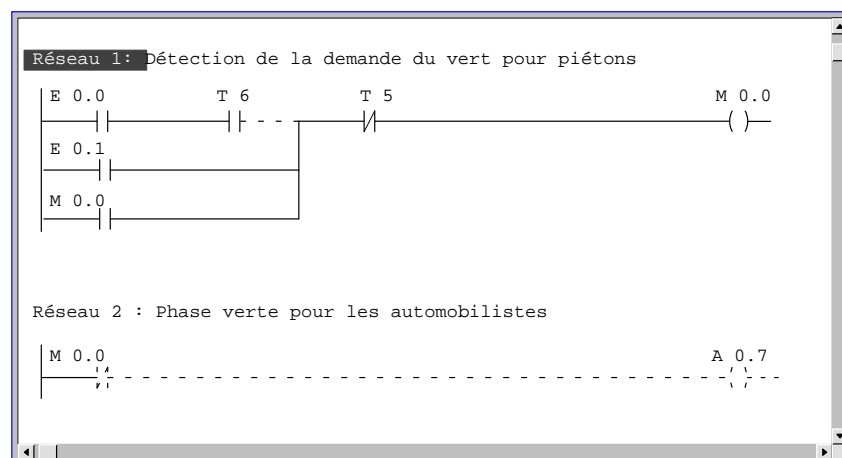 Réseau 1: Détection de la demande du vert pour piétons
E 0.0 T 6 T 5 M 0.0
E 0.1
M 0.0
Réseau 2 : Phase verte pour les automobilistes
M 0.0 A 0.7